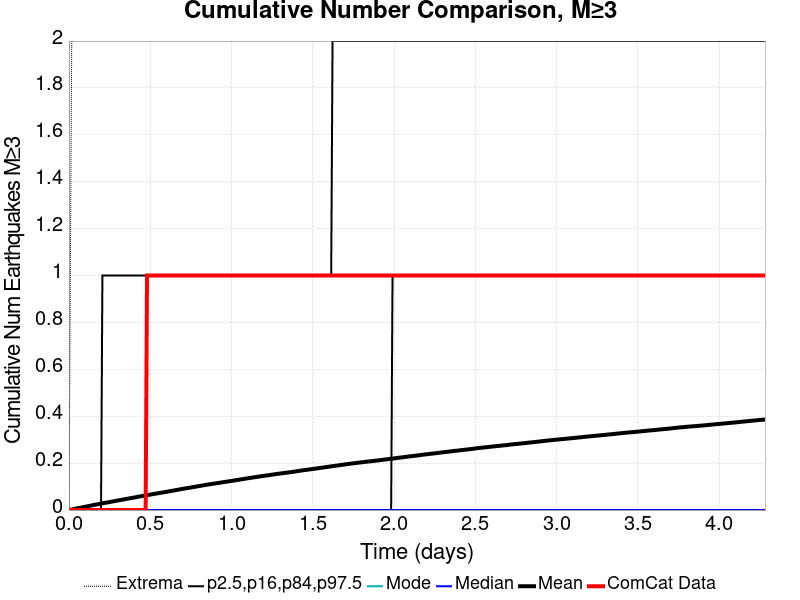 Cumulative Number Comparison, M≥3
Cumulative Num Earthquakes M≥3
2
1.8
1.6
1.4
1.2
1
0.8
0.6
0.4
0.2
0
0.0 0.5 1.0 1.5 2.0 2.5 3.0 3.5 4.0
Time (days)
Extrema p2.5,p16,p84,p97.5 Mode Median Mean ComCat Data